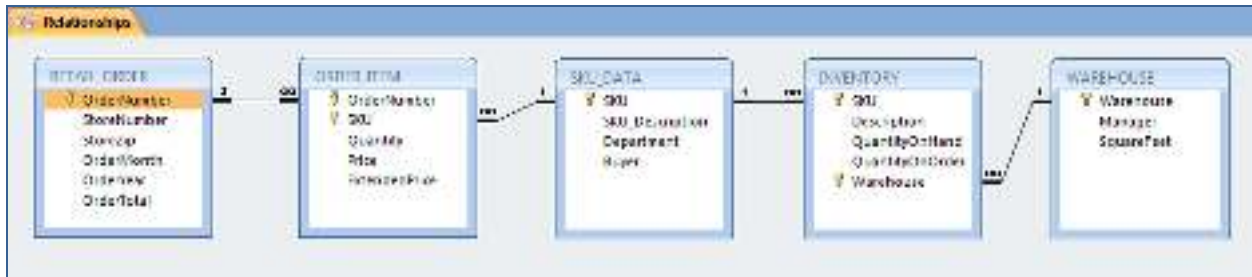 Relationships
RETAIL_ORDER
OrderNumber
StoreNumber
StoreZip
OrderMonth
OrderYear
OrderTotal
1
∞
ORDER_ITEM
OrderNumber
SKU
Quantity
Price
ExtendedPrice
∞
1
SKU_DATA
SKU
SKU_Description
Department
Buyer
1
∞
INVENTORY
SKU
Description
QuantityOnHand
QuantityOnOrder
Warehouse
∞
1
WAREHOUSE
Warehouse
Manager
SquareFeet